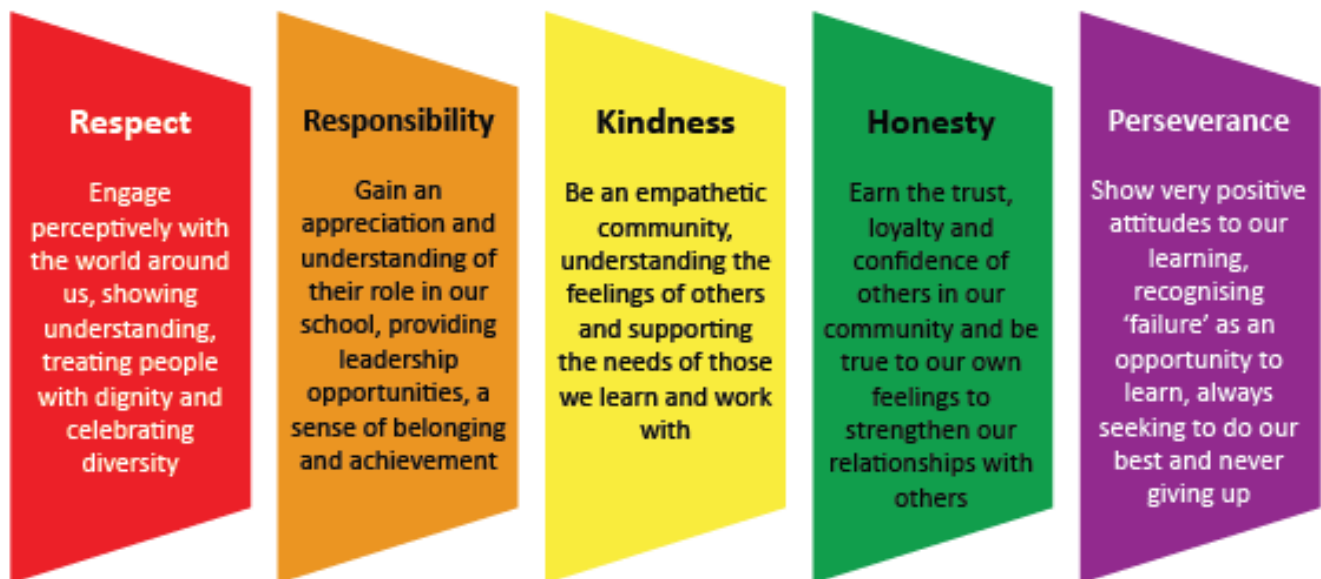 Respect
Engage
perceptively with
the world around
us, showing
understanding,
treating people
with dignity and
celebrating
diversity
Responsibility
Gain an
appreciation and
understanding of
their role in our
school, providing
leadership
opportunities, a
sense of belonging
and achievement
Kindness
Be an empathetic
community,
understanding the
feelings of others
and supporting
the needs of those
we learn and work
with
Honesty
Earn the trust,
loyalty and
confidence of
others in our
community and be
true to our own
feelings to
strengthen our
relationships with
others
Perseverance
Show very positive
attitudes to our
learning,
recognising
‘failure’ as an
opportunity to
learn, always
seeking to do our
best and never
giving up